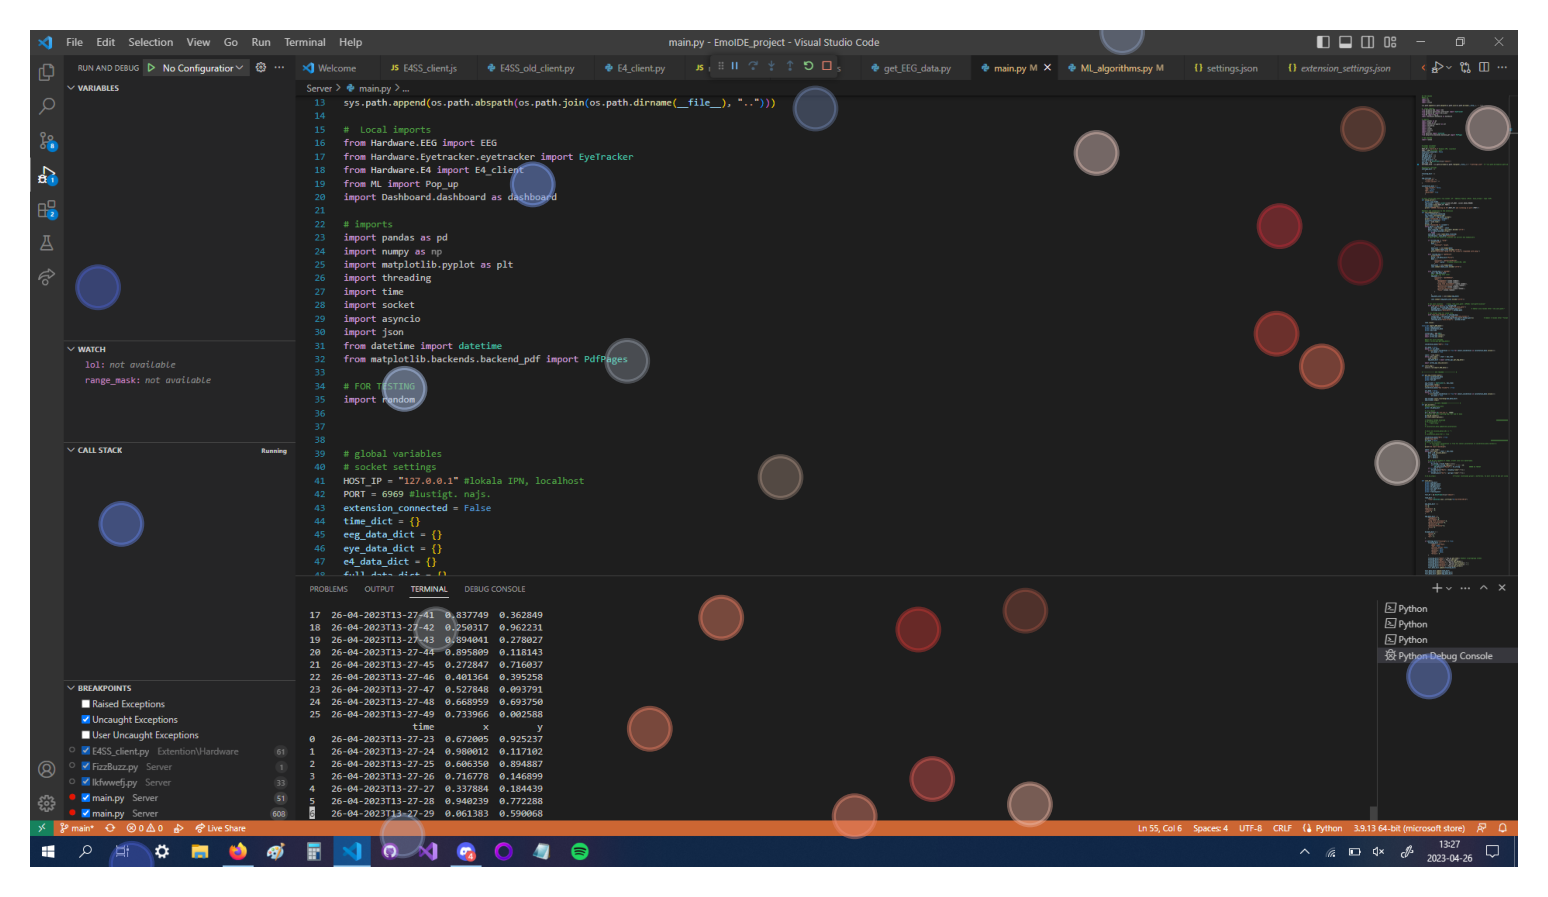 File Edit Selection View Go Run Terminal Help main.py - EmoIDE_project - Visual Studio Code
RUN AND DEBUG No Configuration
Welcome JS E4SS_client.js E4SS_old_client.py E4_client.py JS get_EEG_data.py main.py M ML_algorithms.py M {} settings.json {} extension_settings.json
VARIABLES
WATCH
lol: not available
range_mask: not available
CALL STACK Running
BREAKPOINTS
Raised Exceptions
Uncaught Exceptions
User Uncaught Exceptions
E4SS_client.py Extention\Hardware 61
FizzBuzz.py Server 1
lkfwwefj.py Server 33
main.py Server 51
main.py Server 608
Server > main.py > ...
13 sys.path.append(os.path.abspath(os.path.join(os.path.dirname(__file__), "..")))
14
15 # Local imports
16 from Hardware.EEG import EEG
17 from Hardware.Eyetracker.eyetracker import EyeTracker
18 from Hardware.E4 import E4_client
19 from ML import Pop_up
20 import Dashboard.dashboard as dashboard
21
22 # imports
23 import pandas as pd
24 import numpy as np
25 import matplotlib.pyplot as plt
26 import threading
27 import time
28 import socket
29 import asyncio
30 import json
31 from datetime import datetime
32 from matplotlib.backends.backend_pdf import PdfPages
33
34 # FOR TESTING
35 import random
36
37
38
39 # global variables
40 # socket settings
41 HOST_IP = "127.0.0.1" #lokala IPN, localhost
42 PORT = 6969 #lustigt. najs.
43 extension_connected = False
44 time_dict = {}
45 eeg_data_dict = {}
46 eye_data_dict = {}
47 e4_data_dict = {}
48 full_data_dict = {}
PROBLEMS OUTPUT TERMINAL DEBUG CONSOLE
17 26-04-2023T13-27-41 0.837749 0.362849
18 26-04-2023T13-27-42 0.250317 0.962231
19 26-04-2023T13-27-43 0.894041 0.278027
20 26-04-2023T13-27-44 0.895809 0.118143
21 26-04-2023T13-27-45 0.272847 0.716037
22 26-04-2023T13-27-46 0.401364 0.395258
23 26-04-2023T13-27-47 0.527848 0.093791
24 26-04-2023T13-27-48 0.668959 0.693750
25 26-04-2023T13-27-49 0.733966 0.002588
time x y
0 26-04-2023T13-27-23 0.672005 0.925237
1 26-04-2023T13-27-24 0.980012 0.117102
2 26-04-2023T13-27-25 0.606350 0.894887
3 26-04-2023T13-27-26 0.716778 0.146899
4 26-04-2023T13-27-27 0.337884 0.184439
5 26-04-2023T13-27-28 0.940239 0.772288
6 26-04-2023T13-27-29 0.061383 0.590068
Python
Python
Python
Python Debug Console
main* 0 0 Live Share Ln 55, Col 6 Spaces: 4 UTF-8 CRLF Python 3.9.13 64-bit (microsoft store)
13:27
2023-04-26